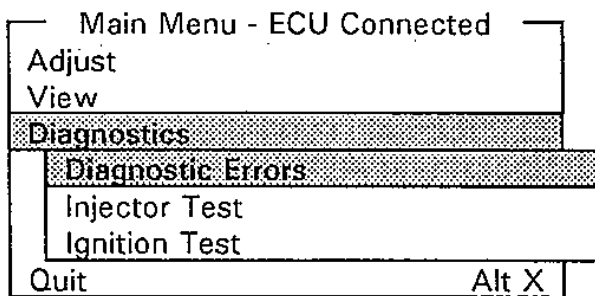 Main Menu - ECU Connected
Adjust
View
Diagnostics
Diagnostic Errors
Injector Test
Ignition Test
Quit Alt X